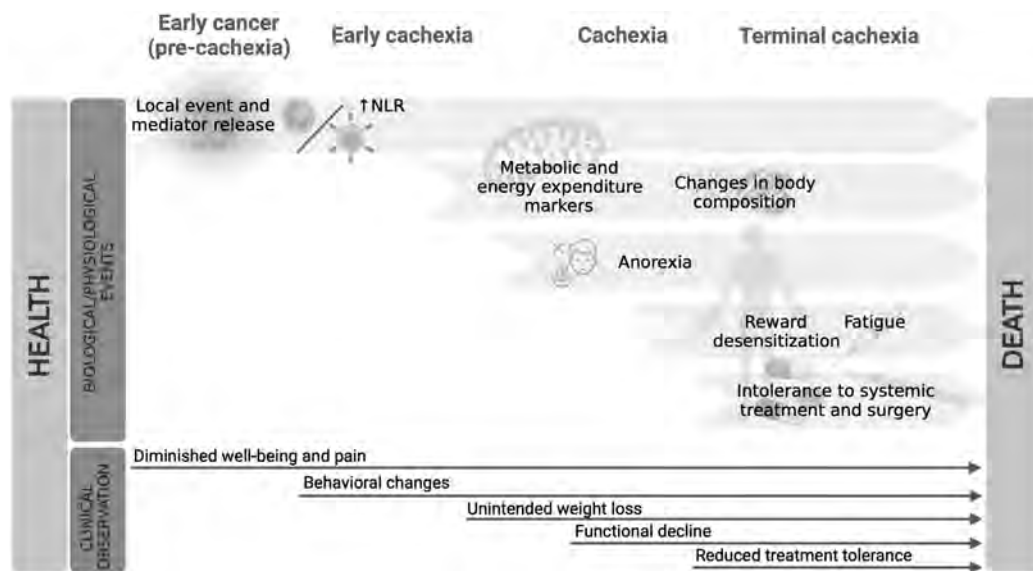 Early cancer
(pre-cachexia)
Early cachexia
Cachexia
Terminal cachexia
HEALTH
BIOLOGICAL/PHYSIOLOGICAL
EVENTS
Local event and
mediator release
↑NLR
Metabolic and
energy expenditure
markers
Changes in body
composition
Anorexia
Reward
desensitization
Fatigue
Intolerance to systemic
treatment and surgery
DEATH
CLINICAL
OBSERVATION
Diminished well-being and pain
Behavioral changes
Unintended weight loss
Functional decline
Reduced treatment tolerance